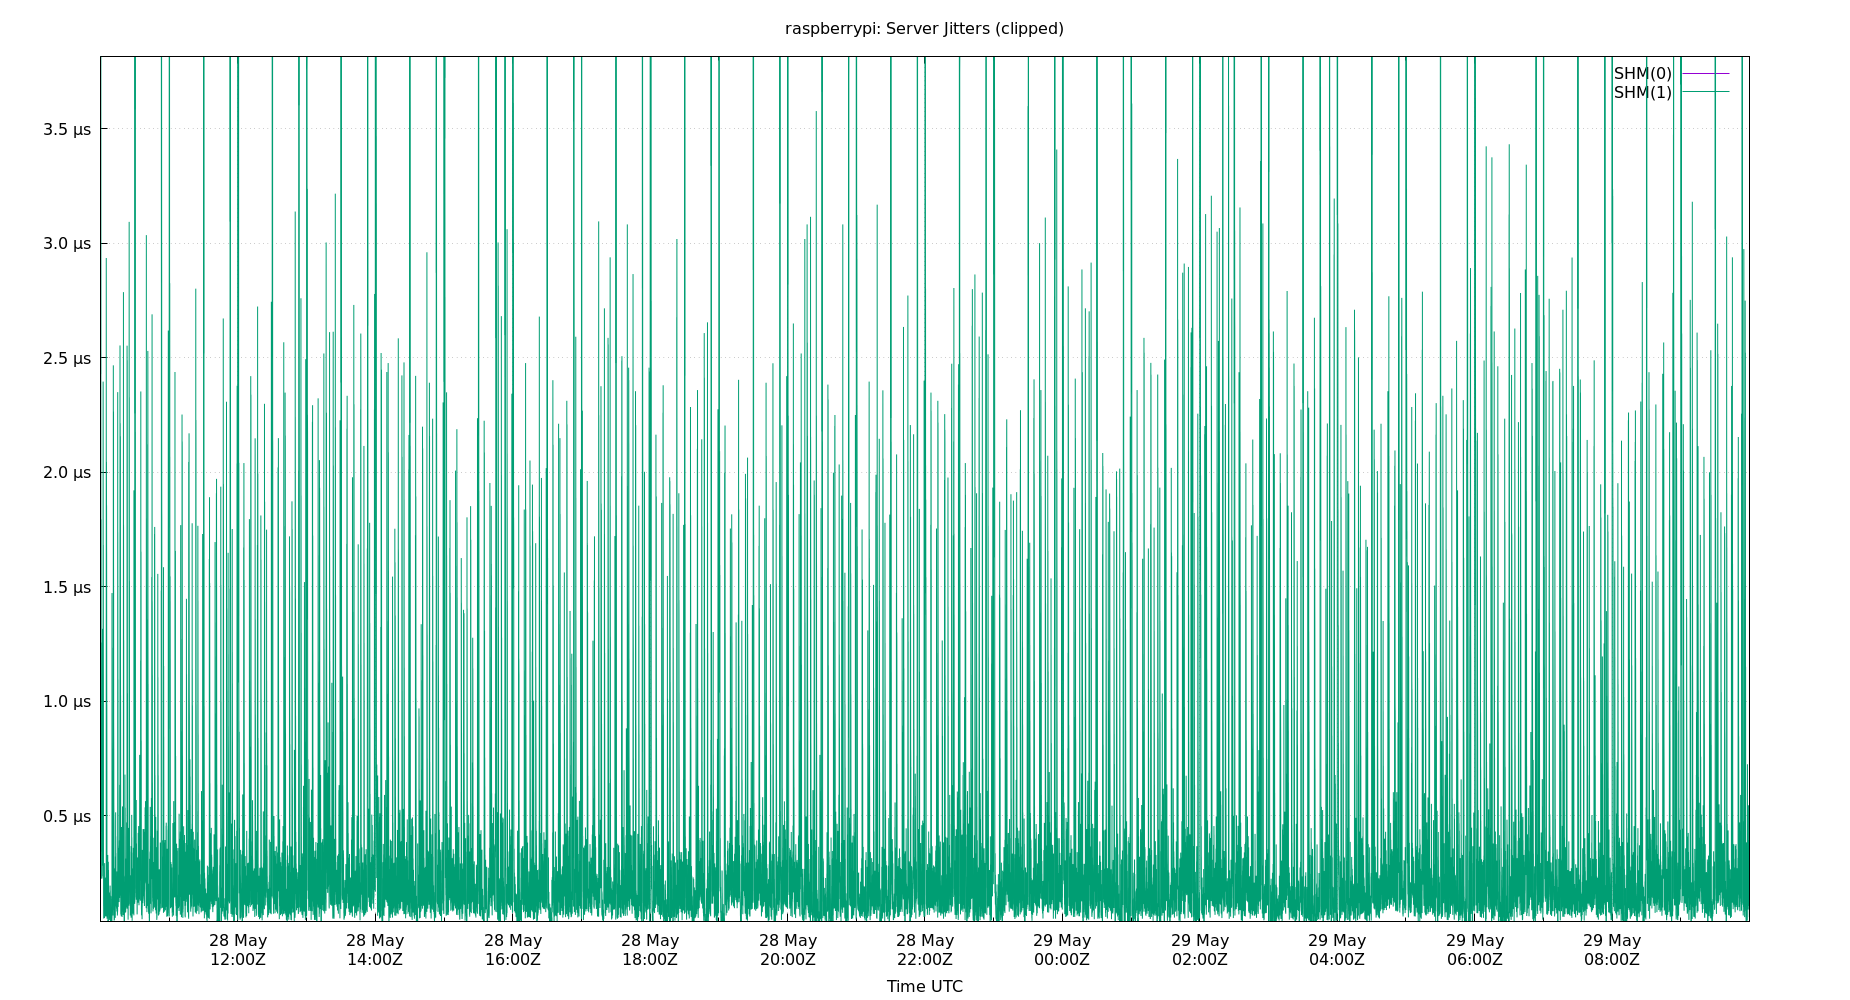 raspberrypi: Server Jitters (clipped)
SHM(0)
SHM(1)
3.5 µs
3.0 µs
2.5 µs
2.0 µs
1.5 µs
1.0 µs
0.5 µs
28 May 28 May 28 May 28 May 28 May 28 May 29 May 29 May 29 May 29 May 29 May
12:00Z 14:00Z 16:00Z 18:00Z 20:00Z 22:00Z 00:00Z 02:00Z 04:00Z 06:00Z 08:00Z
Time UTC